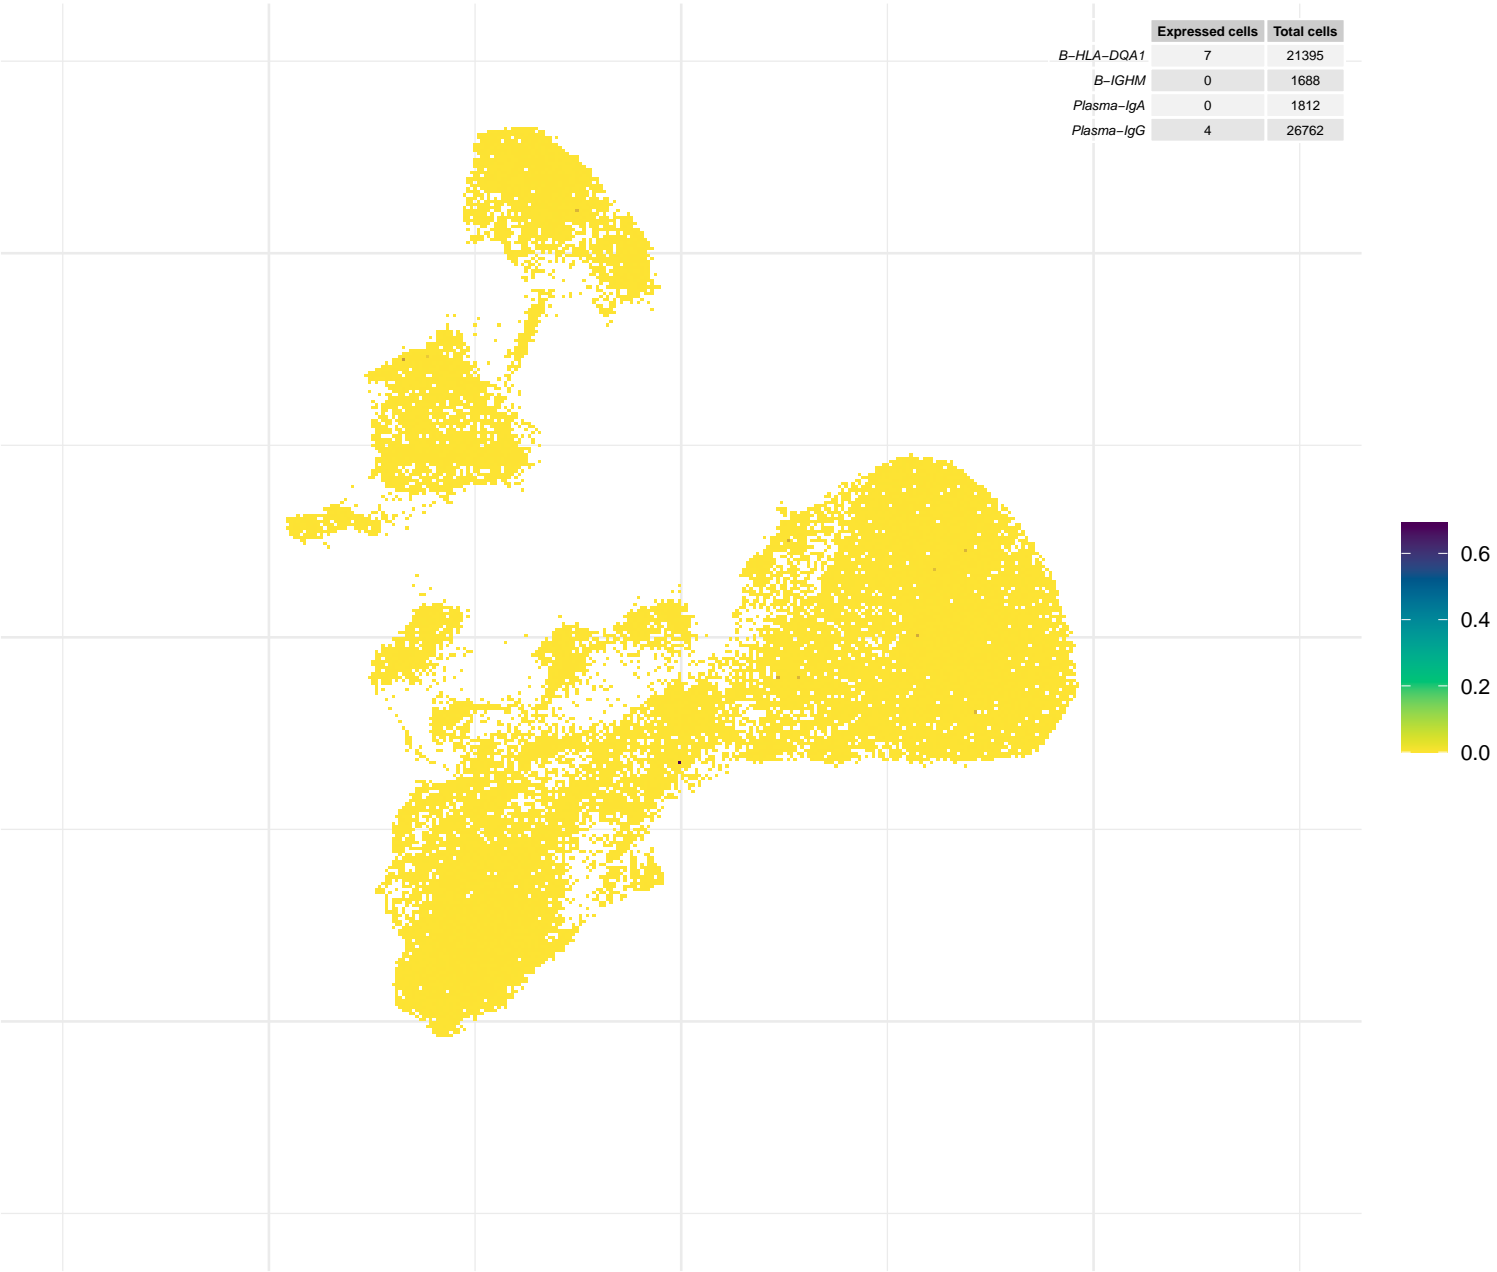 Expressed cells Total cells
B−HLA−DQA1 7 21395
B−IGHM 0 1688
Plasma−IgA 0 1812
Plasma−IgG 4 26762
0.6
0.4
0.2
0.0